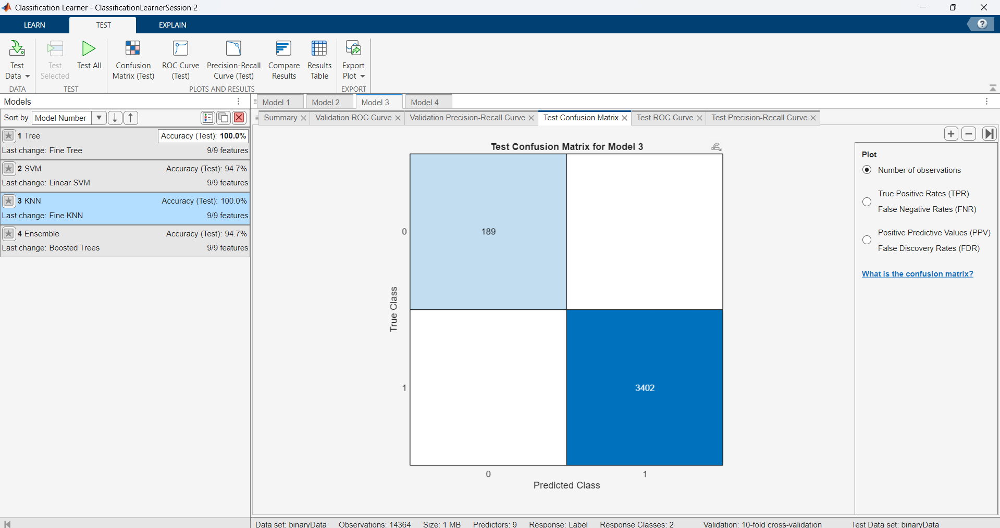 Classification Learner - ClassificationLearnerSession 2
LEARN TEST EXPLAIN
Test Data
Test Selected
Test All
Confusion Matrix (Test)
ROC Curve (Test)
Precision-Recall Curve (Test)
Compare Results
Results Table
Export Plot
DATA TEST PLOTS AND RESULTS EXPORT
Models
Sort by Model Number
1 Tree Accuracy (Test): 100.0%
Last change: Fine Tree 9/9 features
2 SVM Accuracy (Test): 94.7%
Last change: Linear SVM 9/9 features
3 KNN Accuracy (Test): 100.0%
Last change: Fine KNN 9/9 features
4 Ensemble Accuracy (Test): 94.7%
Last change: Boosted Trees 9/9 features
Model 1 Model 2 Model 3 Model 4
Summary Validation ROC Curve Validation Precision-Recall Curve Test Confusion Matrix Test ROC Curve Test Precision-Recall Curve
Test Confusion Matrix for Model 3
True Class
0
189
1
3402
0 1
Predicted Class
Plot
Number of observations
True Positive Rates (TPR)
False Negative Rates (FNR)
Positive Predictive Values (PPV)
False Discovery Rates (FDR)
What is the confusion matrix?
Data set: binaryData Observations: 14364 Size: 1 MB Predictors: 9 Response: Label Response Classes: 2 Validation: 10-fold cross-validation Test Data set: binaryData